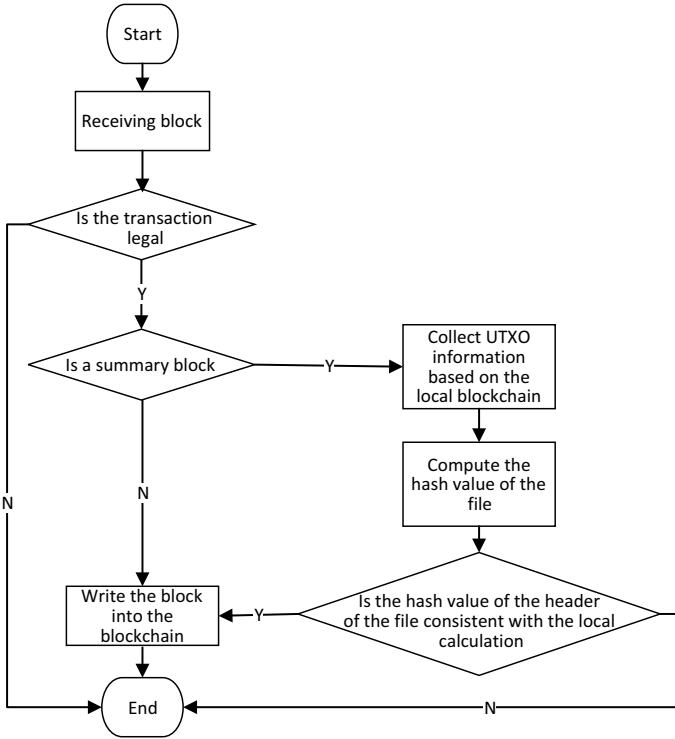 Start
Receiving block
Is the transaction
legal
Y
Is a summary block
Y
Collect UTXO
information
based on the
local blockchain
Compute the
hash value of the
file
N
N
Write the block
into the
blockchain
Y
Is the hash value of the header
of the file consistent with the local
calculation
End
N